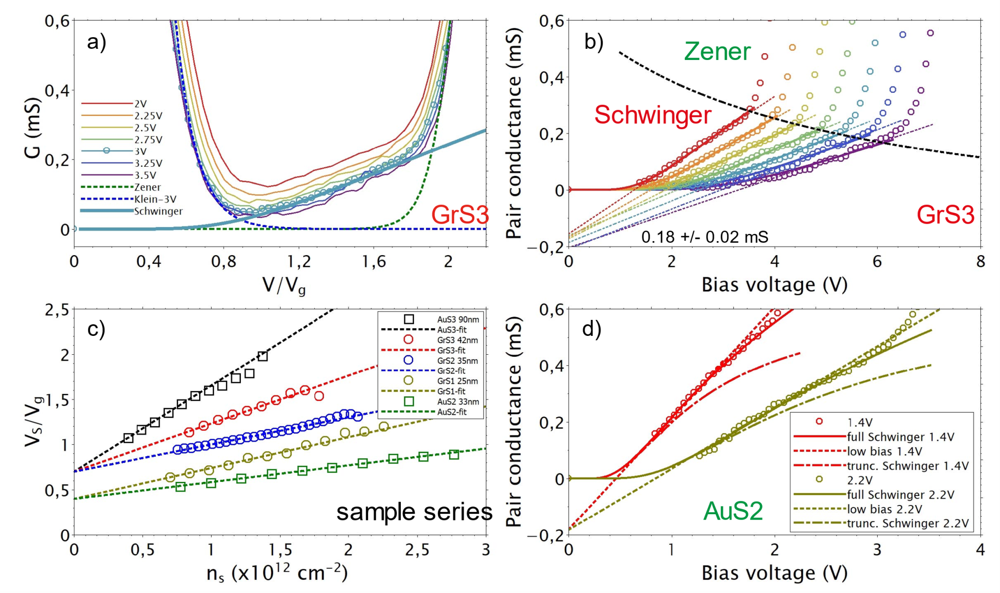 a)
0,6
0,4
0,2
0
G (mS)
2V
2.25V
2.5V
2.75V
3V
3.25V
3.5V
Zener
Klein-3V
Schwinger
GrS3
0
0,4
0,8
1,2
1,6
2
V/Vg
b)
0,6
0,4
0,2
0
−0,2
Pair conductance (mS)
Zener
Schwinger
GrS3
0.18 +/- 0.02 mS
0
2
4
6
8
Bias voltage (V)
c)
2,5
2
1,5
1
0,5
0
VS/Vg
AuS3 90nm
AuS3-fit
GrS3 42nm
GrS3-fit
GrS2 35nm
GrS2-fit
GrS1 25nm
GrS1-fit
AuS2 33nm
AuS2-fit
sample series
0
0,5
1
1,5
2
2,5
3
ns (x10¹² cm⁻²)
d)
0,6
0,4
0,2
0
−0,2
Pair conductance (mS)
AuS2
1.4V
full Schwinger 1.4V
low bias 1.4V
trunc. Schwinger 1.4V
2.2V
full Schwinger 2.2V
low bias 2.2V
trunc. Schwinger 2.2V
0
1
2
3
4
Bias voltage (V)